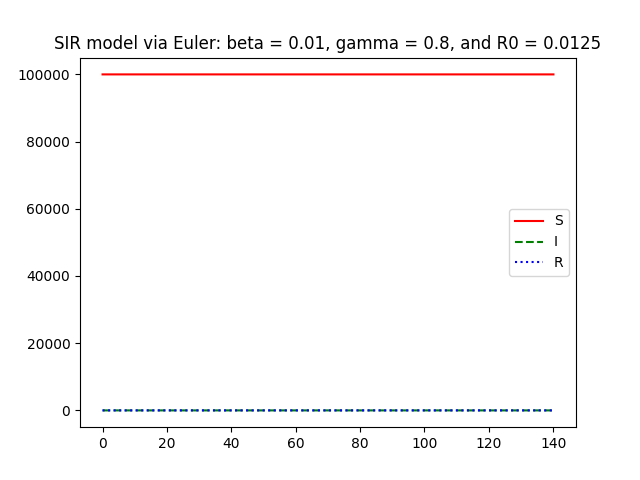 SIR model via Euler: beta = 0.01, gamma = 0.8, and R0 = 0.0125
100000
80000
60000
40000
20000
0
S
I
R
0 20 40 60 80 100 120 140